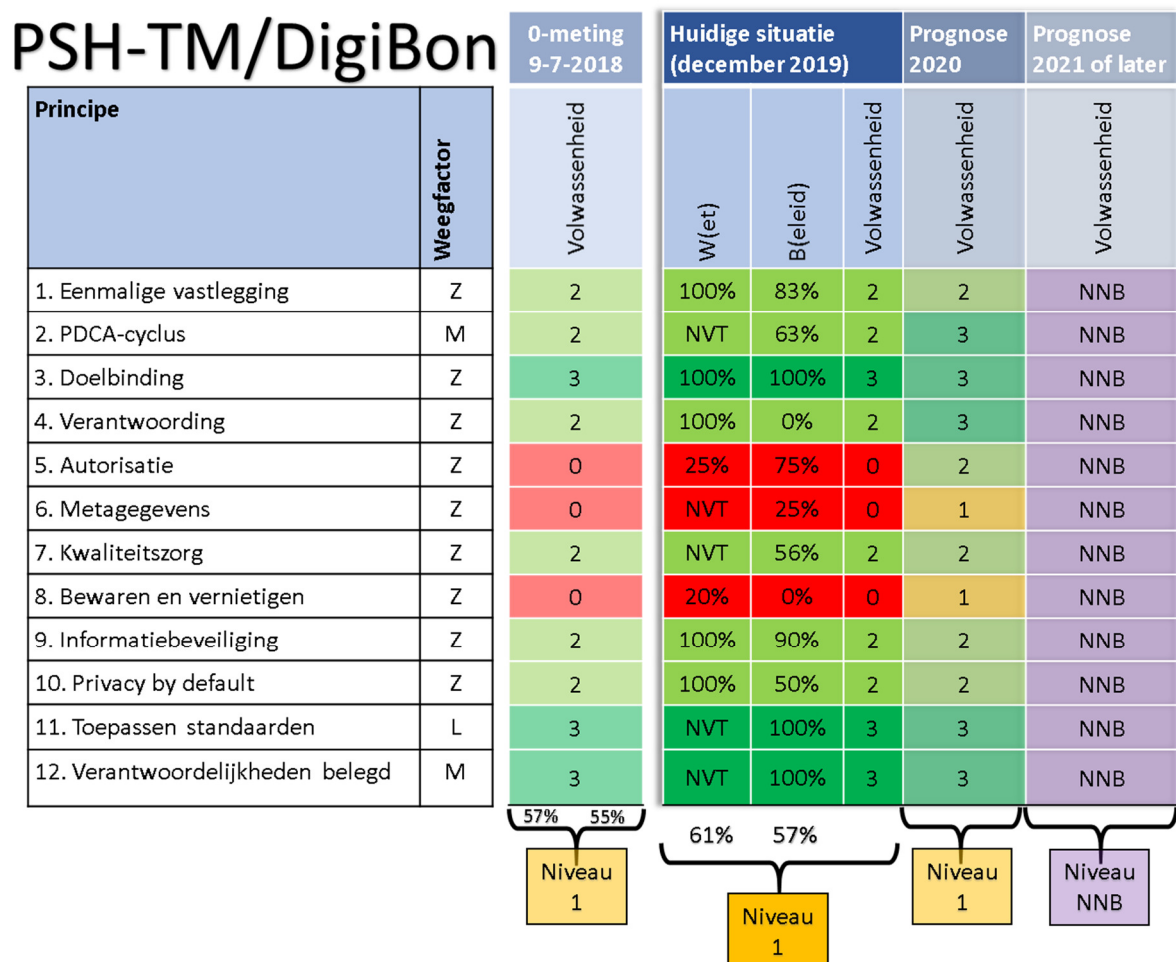 PSH-TM/DigiBon
0-meting
9-7-2018
Huidige situatie
(december 2019)
Prognose
2020
Prognose
2021 of later
Principe
Weegfactor
Volwassenheid
W(et)
B(eleid)
Volwassenheid
Volwassenheid
Volwassenheid
1. Eenmalige vastlegging Z 2 100% 83% 2 2 NNB
2. PDCA-cyclus M 2 NVT 63% 2 3 NNB
3. Doelbinding Z 3 100% 100% 3 3 NNB
4. Verantwoording Z 2 100% 0% 2 3 NNB
5. Autorisatie Z 0 25% 75% 0 2 NNB
6. Metagegevens Z 0 NVT 25% 0 1 NNB
7. Kwaliteitszorg Z 2 NVT 56% 2 2 NNB
8. Bewaren en vernietigen Z 0 20% 0% 0 1 NNB
9. Informatiebeveiliging Z 2 100% 90% 2 2 NNB
10. Privacy by default Z 2 100% 50% 2 2 NNB
11. Toepassen standaarden L 3 NVT 100% 3 3 NNB
12. Verantwoordelijkheden belegd M 3 NVT 100% 3 3 NNB
57% 55%
61% 57%
Niveau
1
Niveau
1
Niveau
1
Niveau
NNB